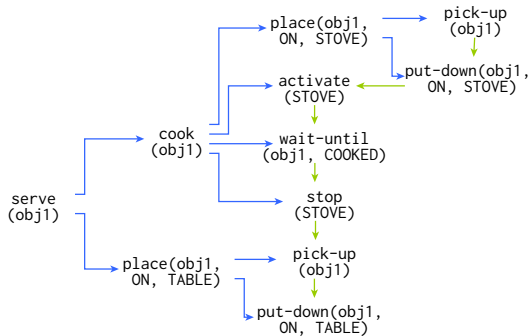 place(obj1,
ON, STOVE)
pick-up
(obj1)
put-down(obj1,
ON, STOVE)
activate
(STOVE)
cook
(obj1)
wait-until
(obj1, COOKED)
serve
(obj1)
stop
(STOVE)
place(obj1,
ON, TABLE)
pick-up
(obj1)
put-down(obj1,
ON, TABLE)